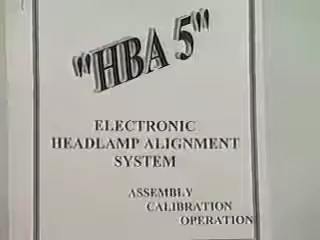 "HBA 5"
ELECTRONIC
HEADLAMP ALIGNMENT
SYSTEM
ASSEMBLY
CALIBRATION
OPERATION